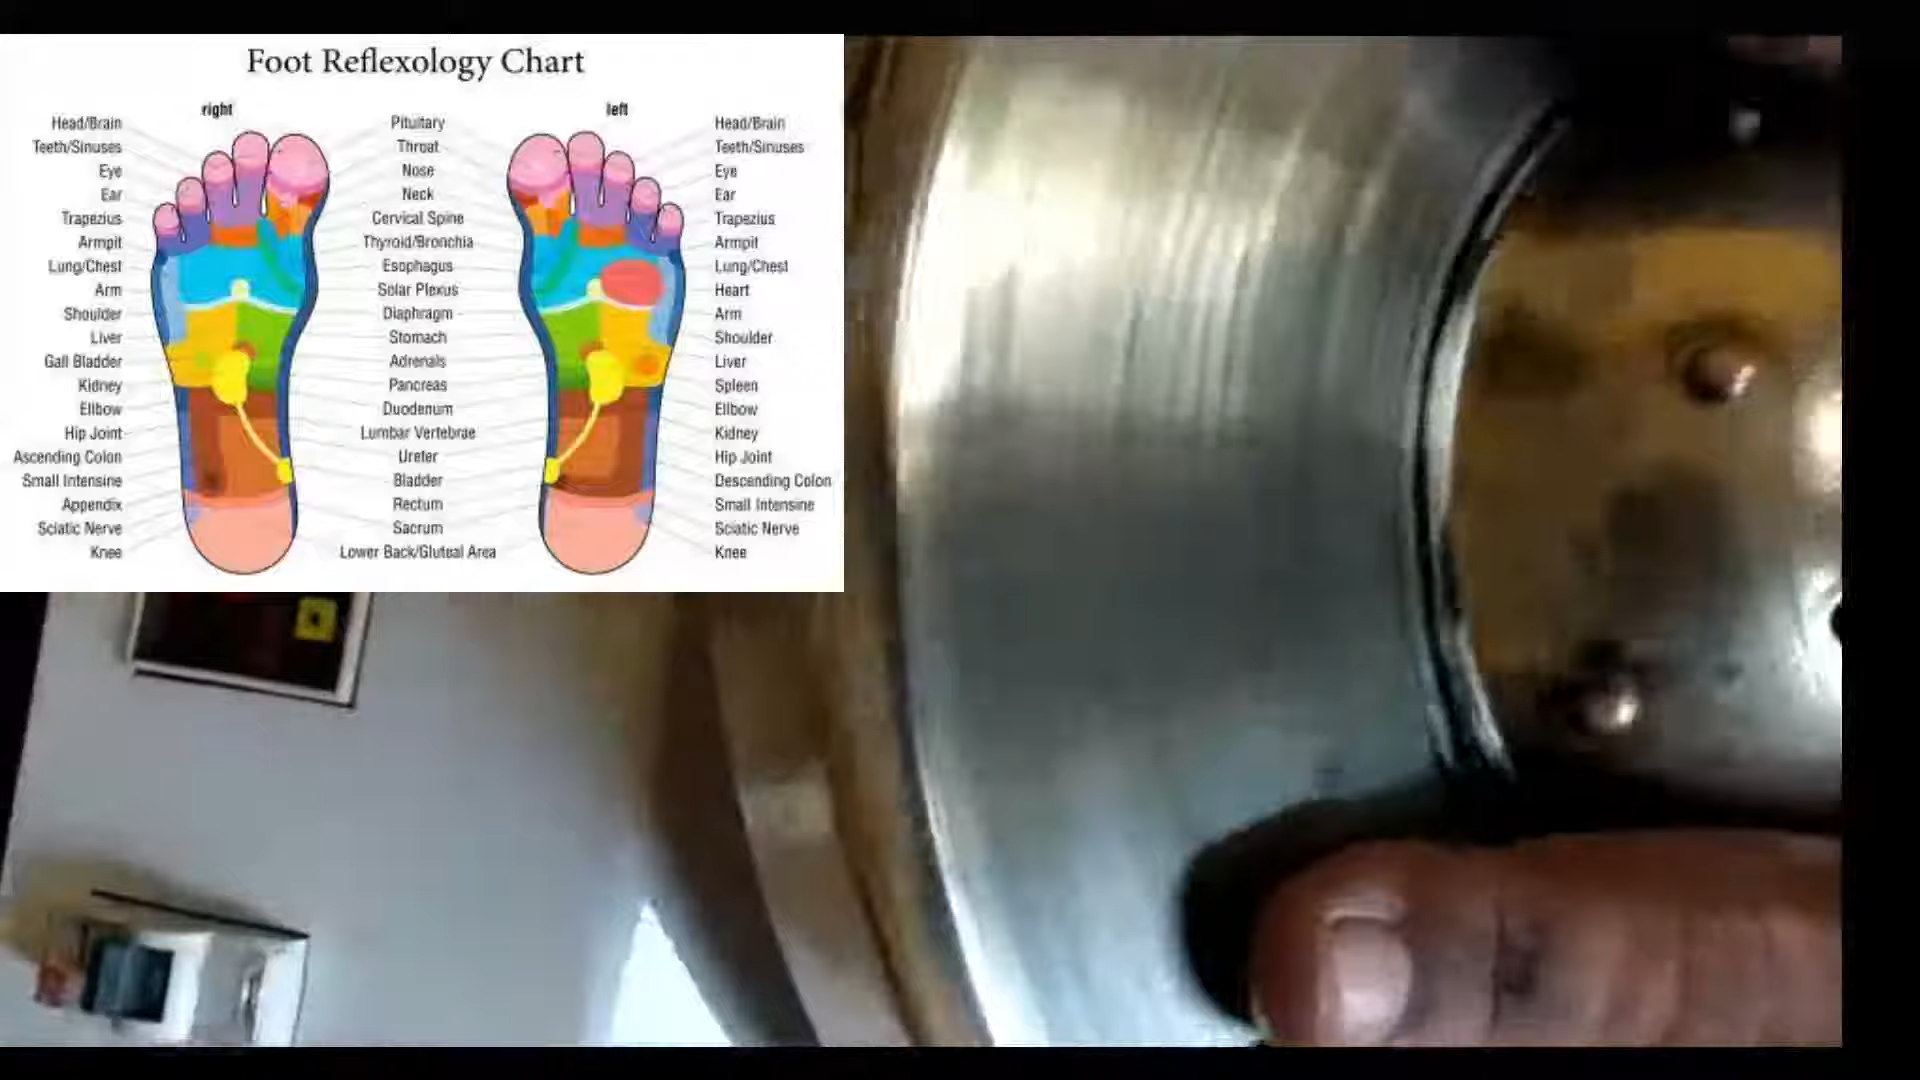 Foot Reflexology Chart
right
left
Head/Brain
Teeth/Sinuses
Eye
Ear
Trapezius
Armpit
Lung/Chest
Arm
Shoulder
Liver
Gall Bladder
Kidney
Ellbow
Hip Joint
Ascending Colon
Small Intensine
Appendix
Sciatic Nerve
Knee
Pituitary
Throat
Nose
Neck
Cervical Spine
Thyroid/Bronchia
Esophagus
Solar Plexus
Diaphragm
Stomach
Adrenals
Pancreas
Duodenum
Lumbar Vertebrae
Ureter
Bladder
Rectum
Sacrum
Lower Back/Gluteal Area
Head/Brain
Teeth/Sinuses
Eye
Ear
Trapezius
Armpit
Lung/Chest
Heart
Arm
Shoulder
Liver
Spleen
Ellbow
Kidney
Hip Joint
Descending Colon
Small Intensine
Sciatic Nerve
Knee